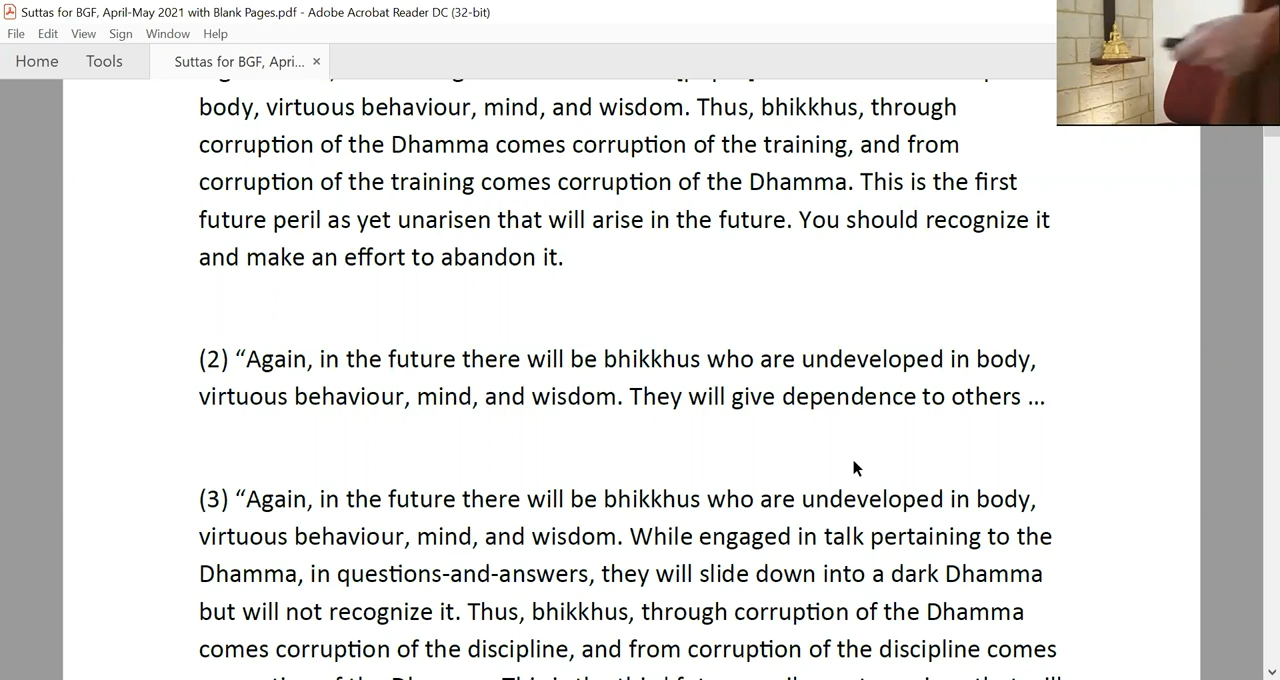 Suttas for BGF, April-May 2021 with Blank Pages.pdf - Adobe Acrobat Reader DC (32-bit)
File Edit View Sign Window Help
Home Tools Suttas for BGF, Apri... ×
body, virtuous behaviour, mind, and wisdom. Thus, bhikkhus, through
corruption of the Dhamma comes corruption of the training, and from
corruption of the training comes corruption of the Dhamma. This is the first
future peril as yet unarisen that will arise in the future. You should recognize it
and make an effort to abandon it.
(2) “Again, in the future there will be bhikkhus who are undeveloped in body,
virtuous behaviour, mind, and wisdom. They will give dependence to others ...
(3) “Again, in the future there will be bhikkhus who are undeveloped in body,
virtuous behaviour, mind, and wisdom. While engaged in talk pertaining to the
Dhamma, in questions-and-answers, they will slide down into a dark Dhamma
but will not recognize it. Thus, bhikkhus, through corruption of the Dhamma
comes corruption of the discipline, and from corruption of the discipline comes